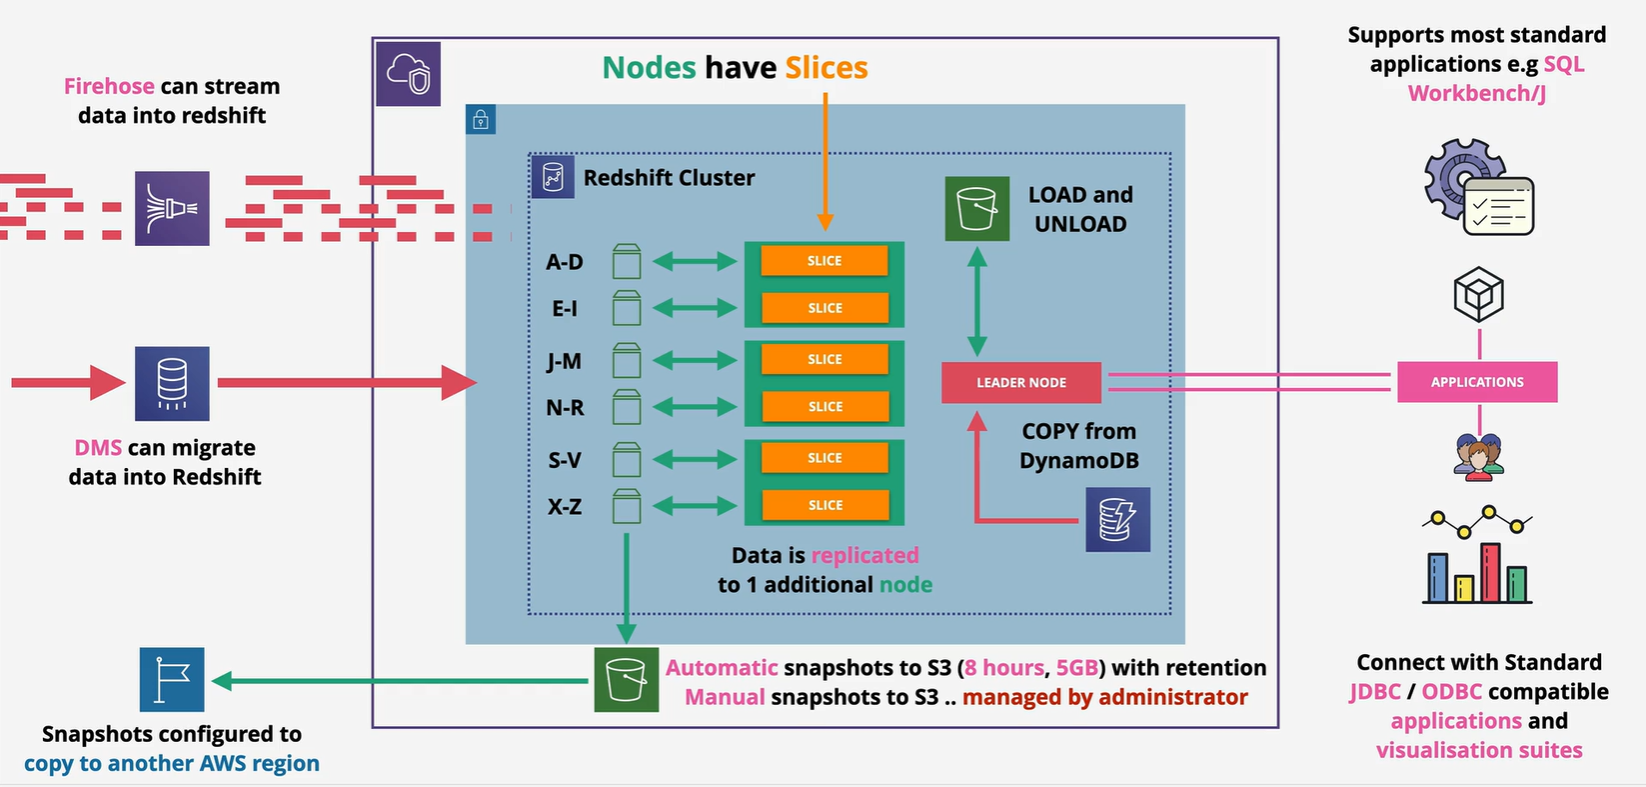 Nodes have Slices
Firehose can stream
data into redshift
DMS can migrate
data into Redshift
Redshift Cluster
A-D
SLICE
E-I
SLICE
J-M
SLICE
N-R
SLICE
S-V
SLICE
X-Z
SLICE
Data is replicated
to 1 additional node
LOAD and
UNLOAD
LEADER NODE
COPY from
DynamoDB
Automatic snapshots to S3 (8 hours, 5GB) with retention
Manual snapshots to S3 .. managed by administrator
Snapshots configured to
copy to another AWS region
Supports most standard
applications e.g SQL
Workbench/J
APPLICATIONS
Connect with Standard
JDBC / ODBC compatible
applications and
visualisation suites